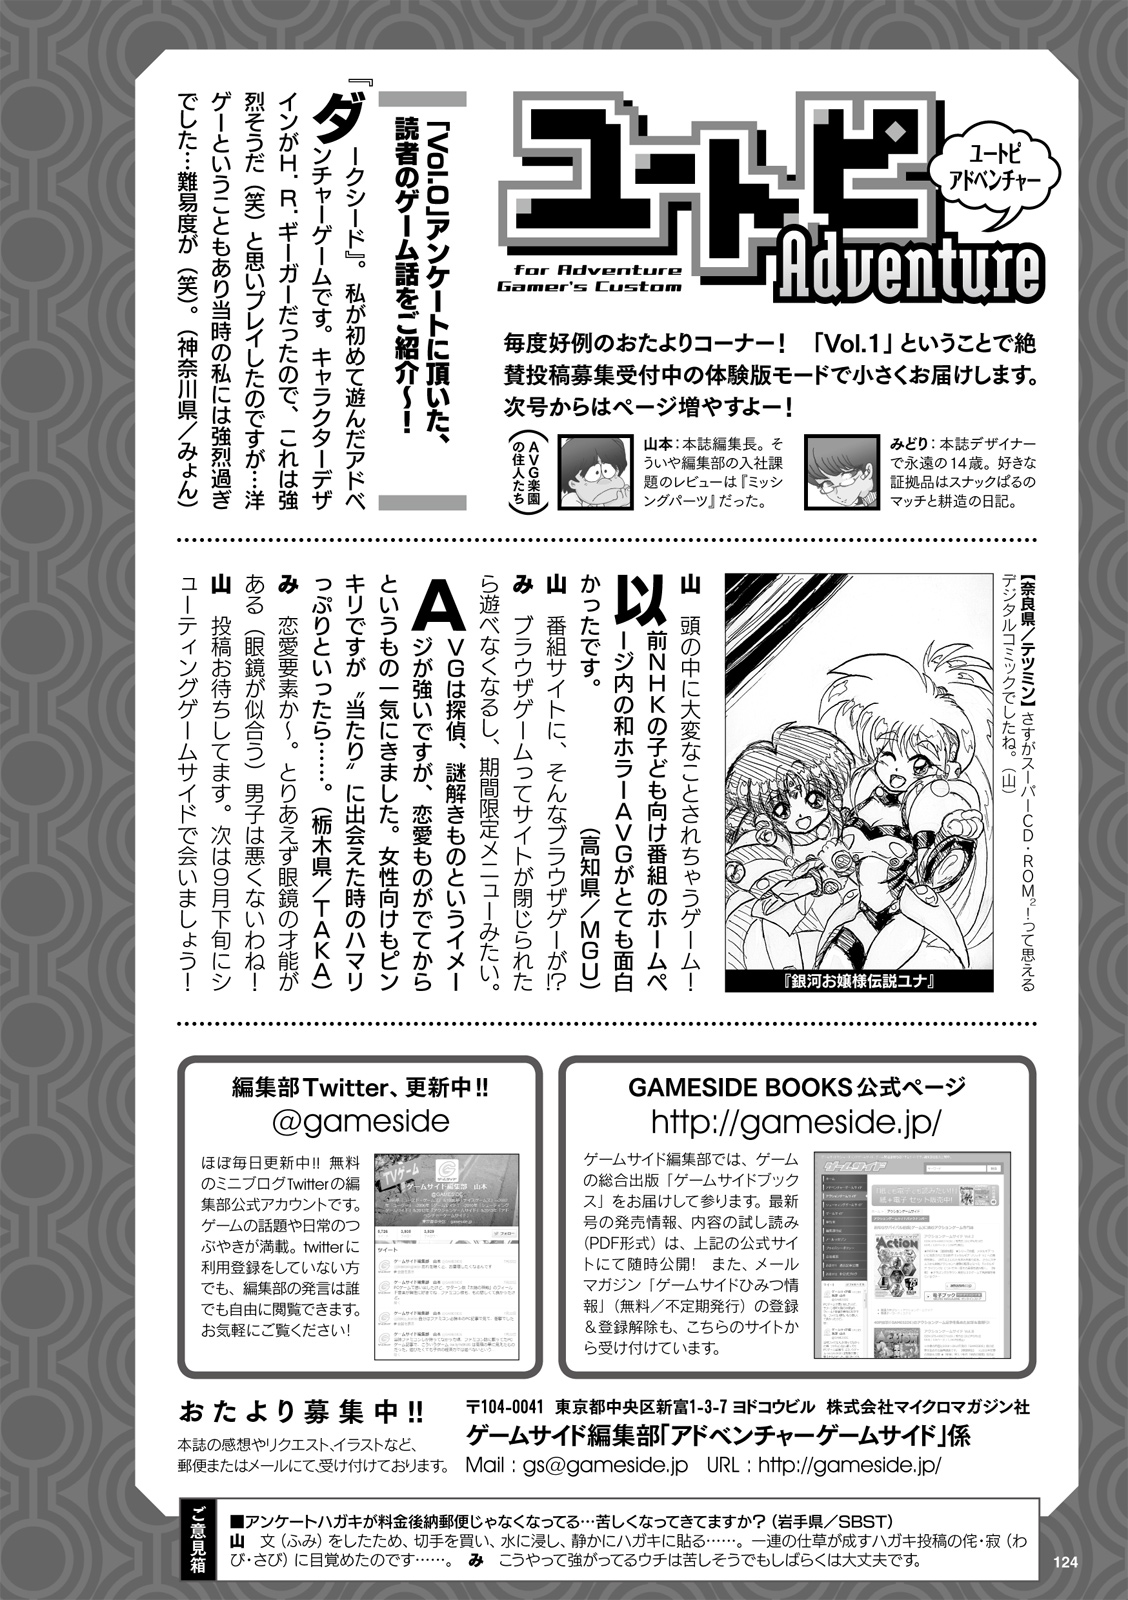 ユートピ
Adventure
ユートピ
アドベンチャー
for Adventure
Gamer's Custom
毎度好例のおたよりコーナー！　「Vol.1」ということで絶
賛投稿募集受付中の体験版モードで小さくお届けします。
次号からはページ増やすよー！
AVG楽園
の住人たち
山本：本誌編集長。そ
ういや編集部の入社課
題のレビューは『ミッシ
ングパーツ』だった。
みどり：本誌デザイナー
で永遠の14歳。好きな
証拠品はスナックぱるの
マッチと耕造の日記。
「Vol.0」アンケートに頂いた、
読者のゲーム話をご紹介〜！
『ダークシード』。私が初めて遊んだアドベ
ンチャーゲームです。キャラクターデザ
インがH．R．ギーガーだったので、これは強
烈そうだ（笑）と思いプレイしたのですが…洋
ゲーということもあり当時の私には強烈過ぎ
でした…難易度が（笑）。（神奈川県／みょん）
【奈良県／テツミン】さすがスーパーCD・ROM²！って思える
デジタルコミックでしたね。（山）
『銀河お嬢様伝説ユナ』
山　頭の中に大変なことされちゃうゲーム！
以前NHKの子ども向け番組のホームペ
ージ内の和ホラーAVGがとても面白
かったです。　（高知県／MGU）
山　番組サイトに、そんなブラウザゲーが!?
み　ブラウザゲームってサイトが閉じられた
ら遊べなくなるし、期間限定メニューみたい。
AVGは探偵、謎解きものというイメー
ジが強いですが、恋愛ものがでてから
というもの一気にきました。女性向けもピン
キリですが〝当たり〟に出会えた時のハマリ
っぷりといったら……。（栃木県／TAKA）
み　恋愛要素か〜。とりあえず眼鏡の才能が
ある（眼鏡が似合う）男子は悪くないわね！
山　投稿お待ちしてます。次は9月下旬にシ
ューティングゲームサイドで会いましょう！
編集部Twitter、更新中!!
@gameside
ほぼ毎日更新中!! 無料
のミニブログTwitterの編
集部公式アカウントです。
ゲームの話題や日常のつ
ぶやきが満載。twitterに
利用登録をしていない方
でも、編集部の発言は誰
でも自由に閲覧できます。
お気軽にご覧ください！
TVゲーム
ゲームサイド編集部　山本
@GAMESIDE
ツイート
GAMESIDE BOOKS公式ページ
http://gameside.jp/
ゲームサイド編集部では、ゲーム
の総合出版「ゲームサイドブック
ス」をお届けして参ります。最新
号の発売情報、内容の試し読み
(PDF形式）は、上記の公式サイ
トにて随時公開！ また、メール
マガジン「ゲームサイドひみつ情
報」（無料／不定期発行）の登録
＆登録解除も、こちらのサイトか
ら受け付けています。
ゲームサイド
Action
おたより募集中!!
本誌の感想やリクエスト、イラストなど、
郵便またはメールにて、受け付けております。
〒104-0041　東京都中央区新富1-3-7 ヨドコウビル　株式会社マイクロマガジン社
ゲームサイド編集部「アドベンチャーゲームサイド」係
Mail : gs@gameside.jp　URL : http://gameside.jp/
ご意見箱
■アンケートハガキが料金後納郵便じゃなくなってる…苦しくなってきてますか？（岩手県／SBST）
山　文（ふみ）をしたため、切手を買い、水に浸し、静かにハガキに貼る……。一連の仕草が成すハガキ投稿の侘・寂（わ
び・さび）に目覚めたのです……。　み　こうやって強がってるウチは苦しそうでもしばらくは大丈夫です。
124